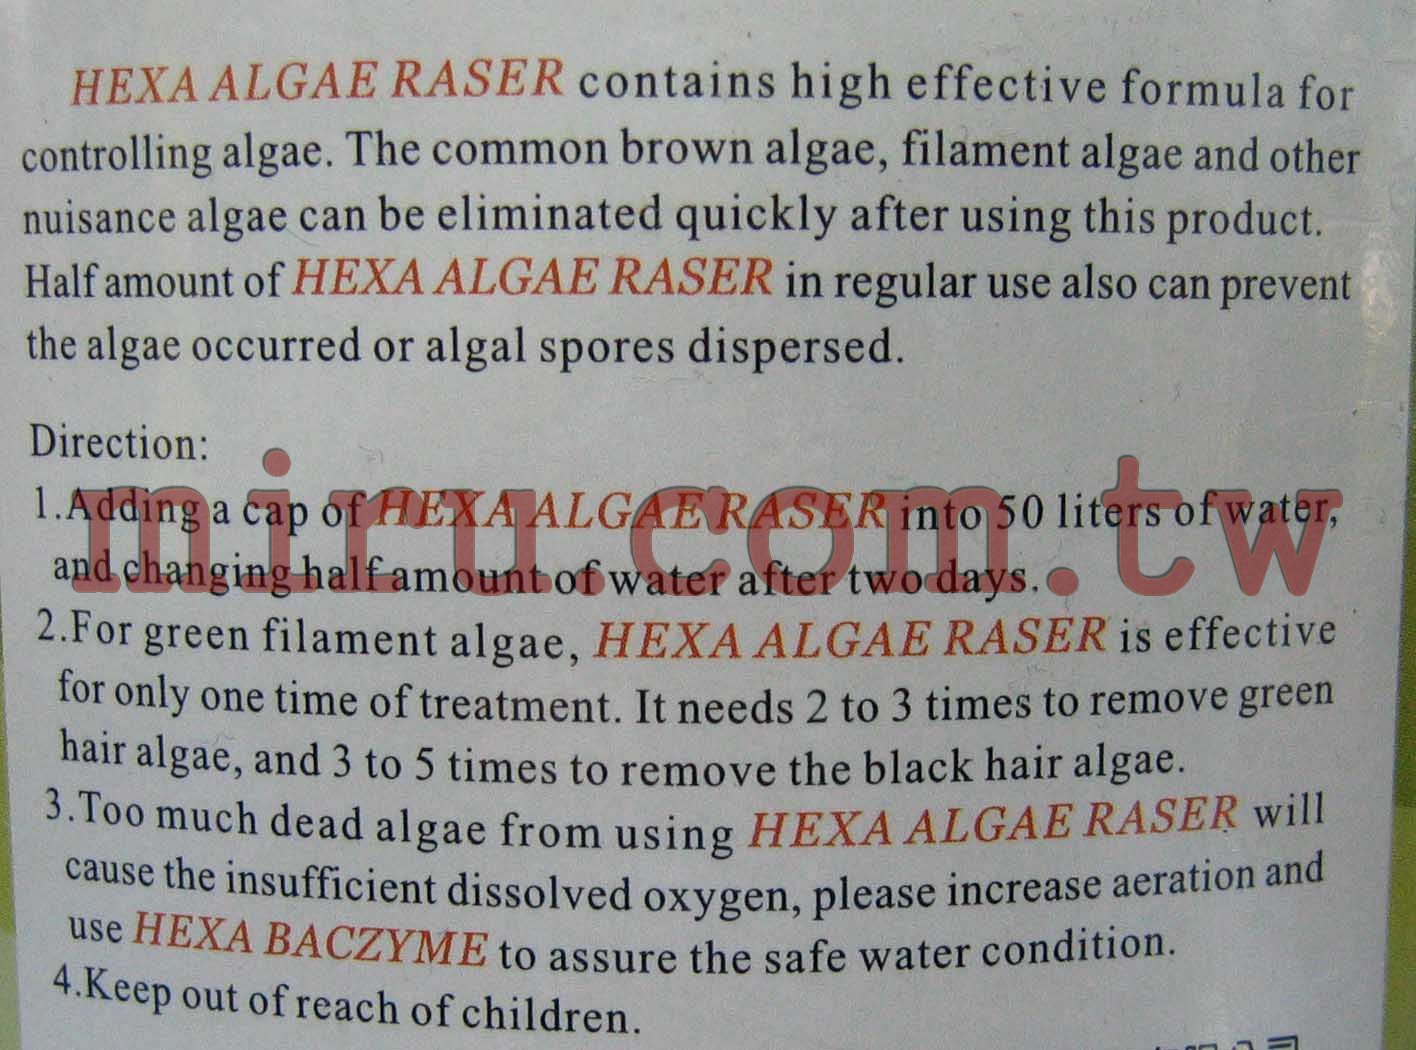 HEXA ALGAE RASER contains high effective formula for
controlling algae. The common brown algae, filament algae and other
nuisance algae can be eliminated quickly after using this product.
Half amount of HEXA ALGAE RASER in regular use also can prevent
the algae occurred or algal spores dispersed.
Direction:
1.Adding a cap of HEXA ALGAE RASER into 50 liters of water,
miru.com.tw
and changing half amount of water after two days.
2.For green filament algae, HEXA ALGAE RASER is effective
for only one time of treatment. It needs 2 to 3 times to remove green
hair algae, and 3 to 5 times to remove the black hair algae.
3.Too much dead algae from using HEXA ALGAE RASER will
cause the insufficient dissolved oxygen, please increase aeration and
use HEXA BACZYME to assure the safe water condition.
4.Keep out of reach of children.